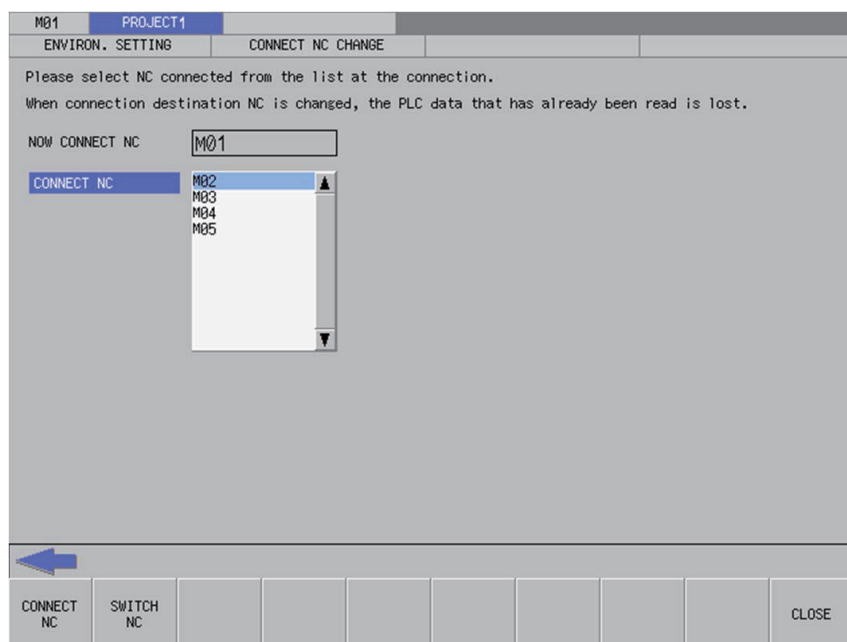 M01 PROJECT1
ENVIRON. SETTING CONNECT NC CHANGE
Please select NC connected from the list at the connection.
When connection destination NC is changed, the PLC data that has already been read is lost.
NOW CONNECT NC M01
CONNECT NC M02
M03
M04
M05
CONNECT NC SWITCH NC CLOSE